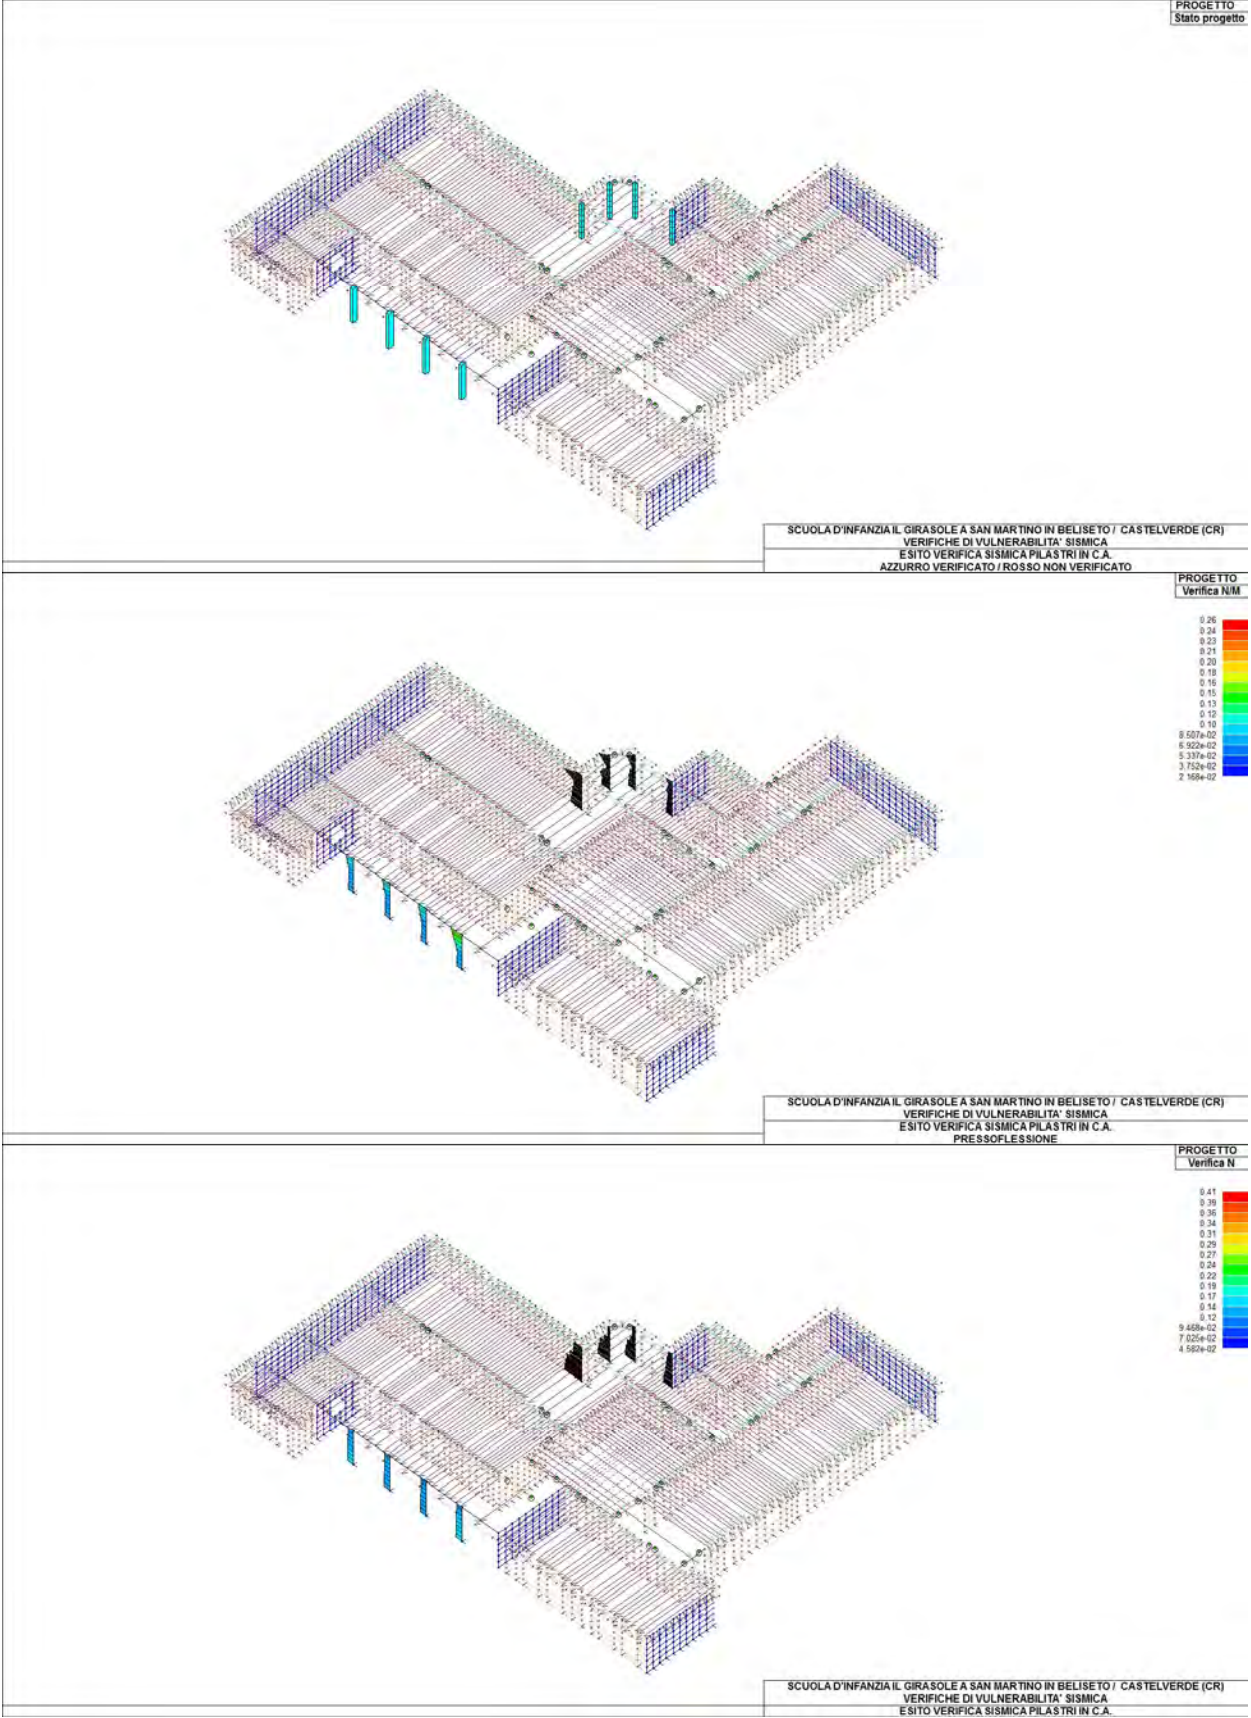 PROGETTO
Stato progetto
SCUOLA D'INFANZIA IL GIRASOLE A SAN MARTINO IN BELISETO / CASTELVERDE (CR)
VERIFICHE DI VULNERABILITA' SISMICA
ESITO VERIFICA SISMICA PILASTRI IN C.A.
AZZURRO VERIFICATO / ROSSO NON VERIFICATO
PROGETTO
Verifica N/M
0.26
0.24
0.23
0.21
0.20
0.18
0.16
0.15
0.13
0.12
0.10
8.507e-02
6.922e-02
5.337e-02
3.752e-02
2.168e-02
SCUOLA D'INFANZIA IL GIRASOLE A SAN MARTINO IN BELISETO / CASTELVERDE (CR)
VERIFICHE DI VULNERABILITA' SISMICA
ESITO VERIFICA SISMICA PILASTRI IN C.A.
PRESSOFLESSIONE
PROGETTO
Verifica N
0.41
0.39
0.36
0.34
0.31
0.29
0.27
0.24
0.22
0.19
0.17
0.14
0.12
9.468e-02
7.025e-02
4.582e-02
SCUOLA D'INFANZIA IL GIRASOLE A SAN MARTINO IN BELISETO / CASTELVERDE (CR)
VERIFICHE DI VULNERABILITA' SISMICA
ESITO VERIFICA SISMICA PILASTRI IN C.A.